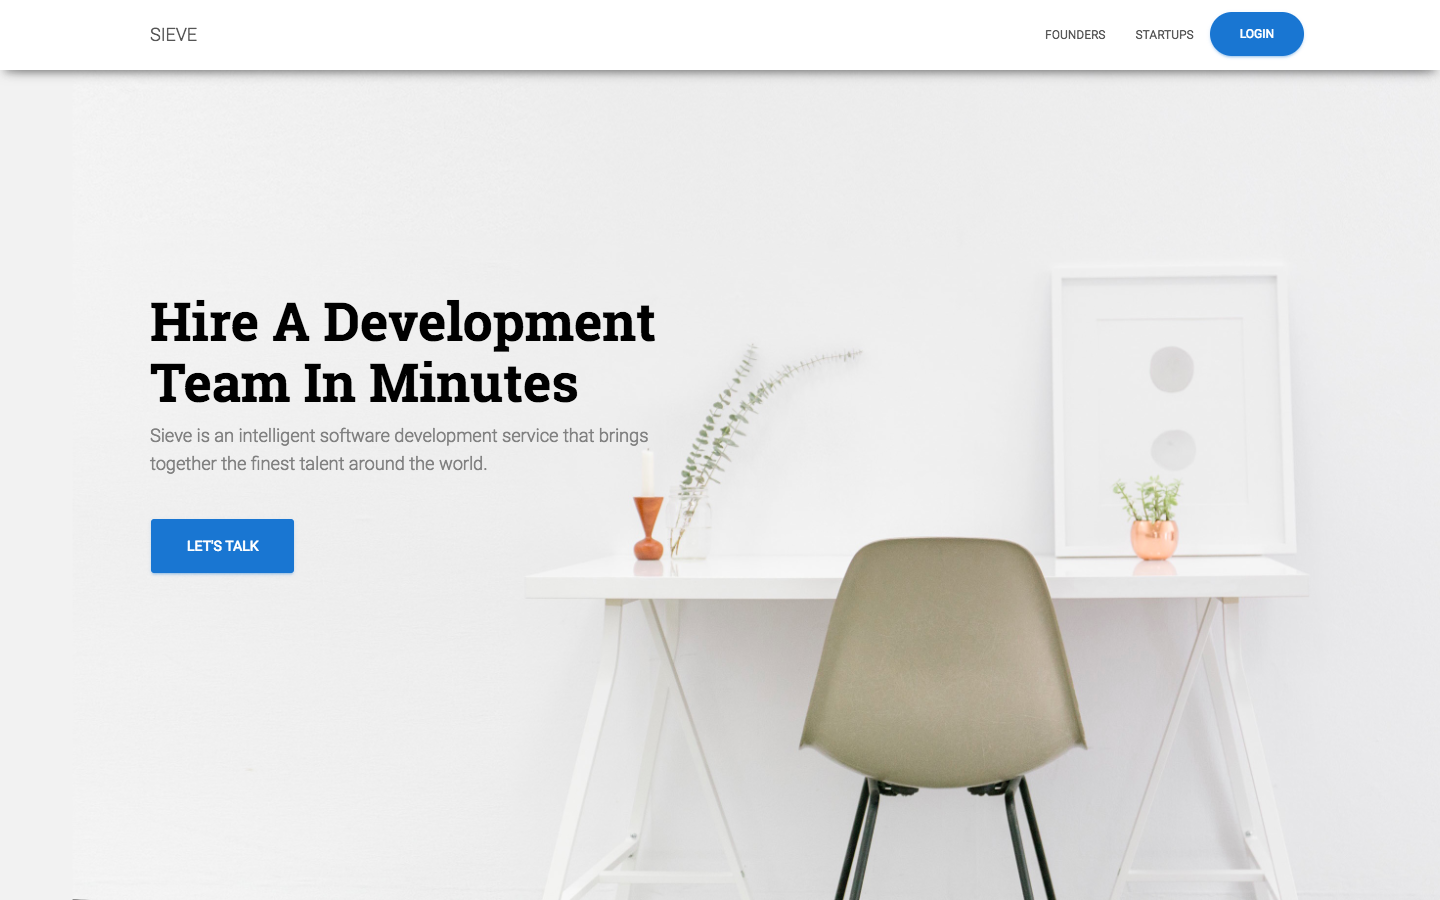 SIEVE
FOUNDERS
STARTUPS
LOGIN
Hire A Development
Team In Minutes
Sieve is an intelligent software development service that brings
together the finest talent around the world.
LET'S TALK